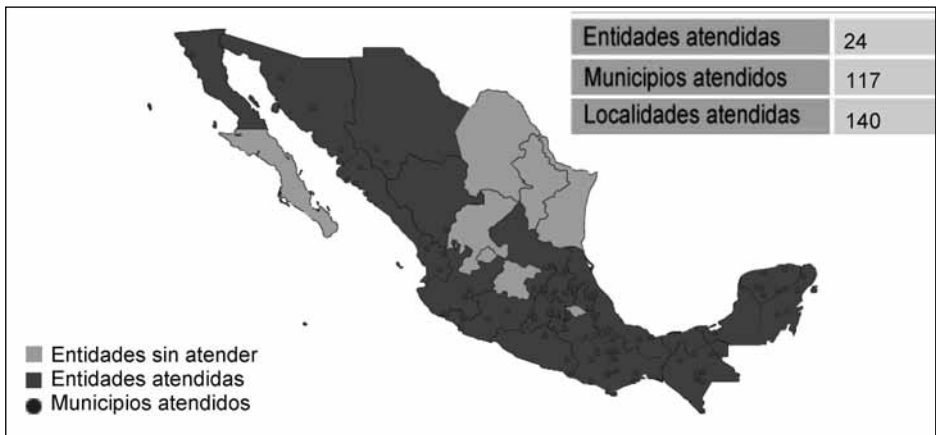 Entidades atendidas 24
Municipios atendidos 117
Localidades atendidas 140
Entidades sin atender
Entidades atendidas
Municipios atendidos